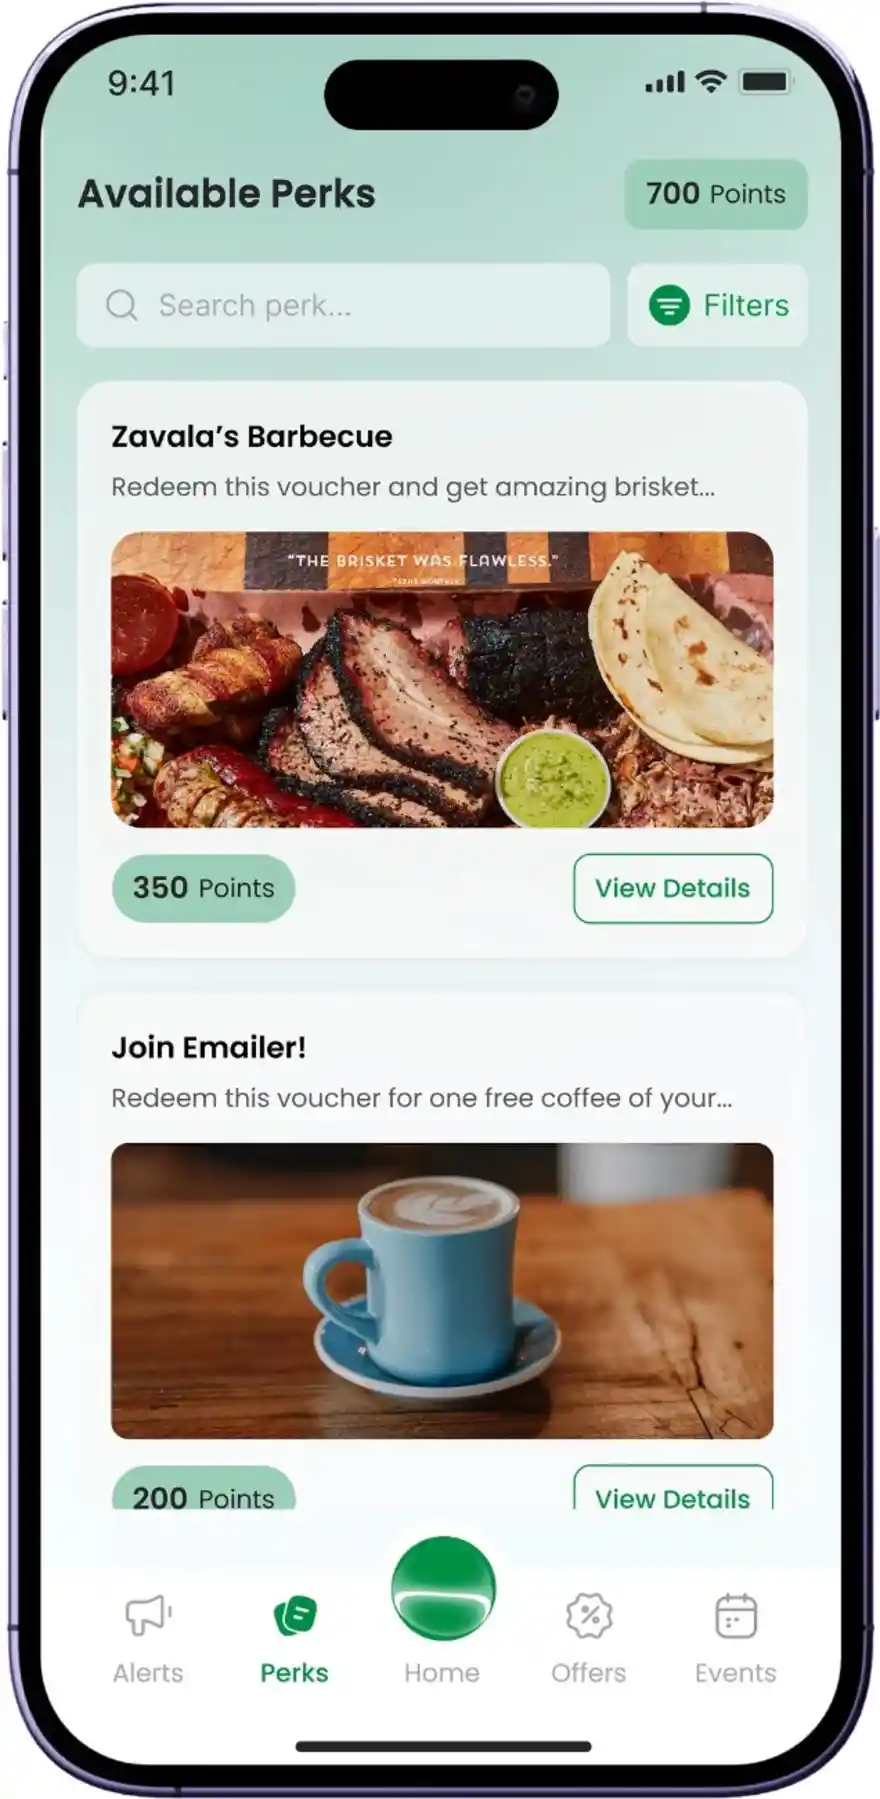 9:41
Available Perks
700 Points
Search perk...
Filters
Zavala’s Barbecue
Redeem this voucher and get amazing brisket...
“THE BRISKET WAS FLAWLESS.”
TEXAS MONTHLY
350 Points
View Details
Join Emailer!
Redeem this voucher for one free coffee of your...
200 Points
View Details
Alerts
Perks
Home
Offers
Events